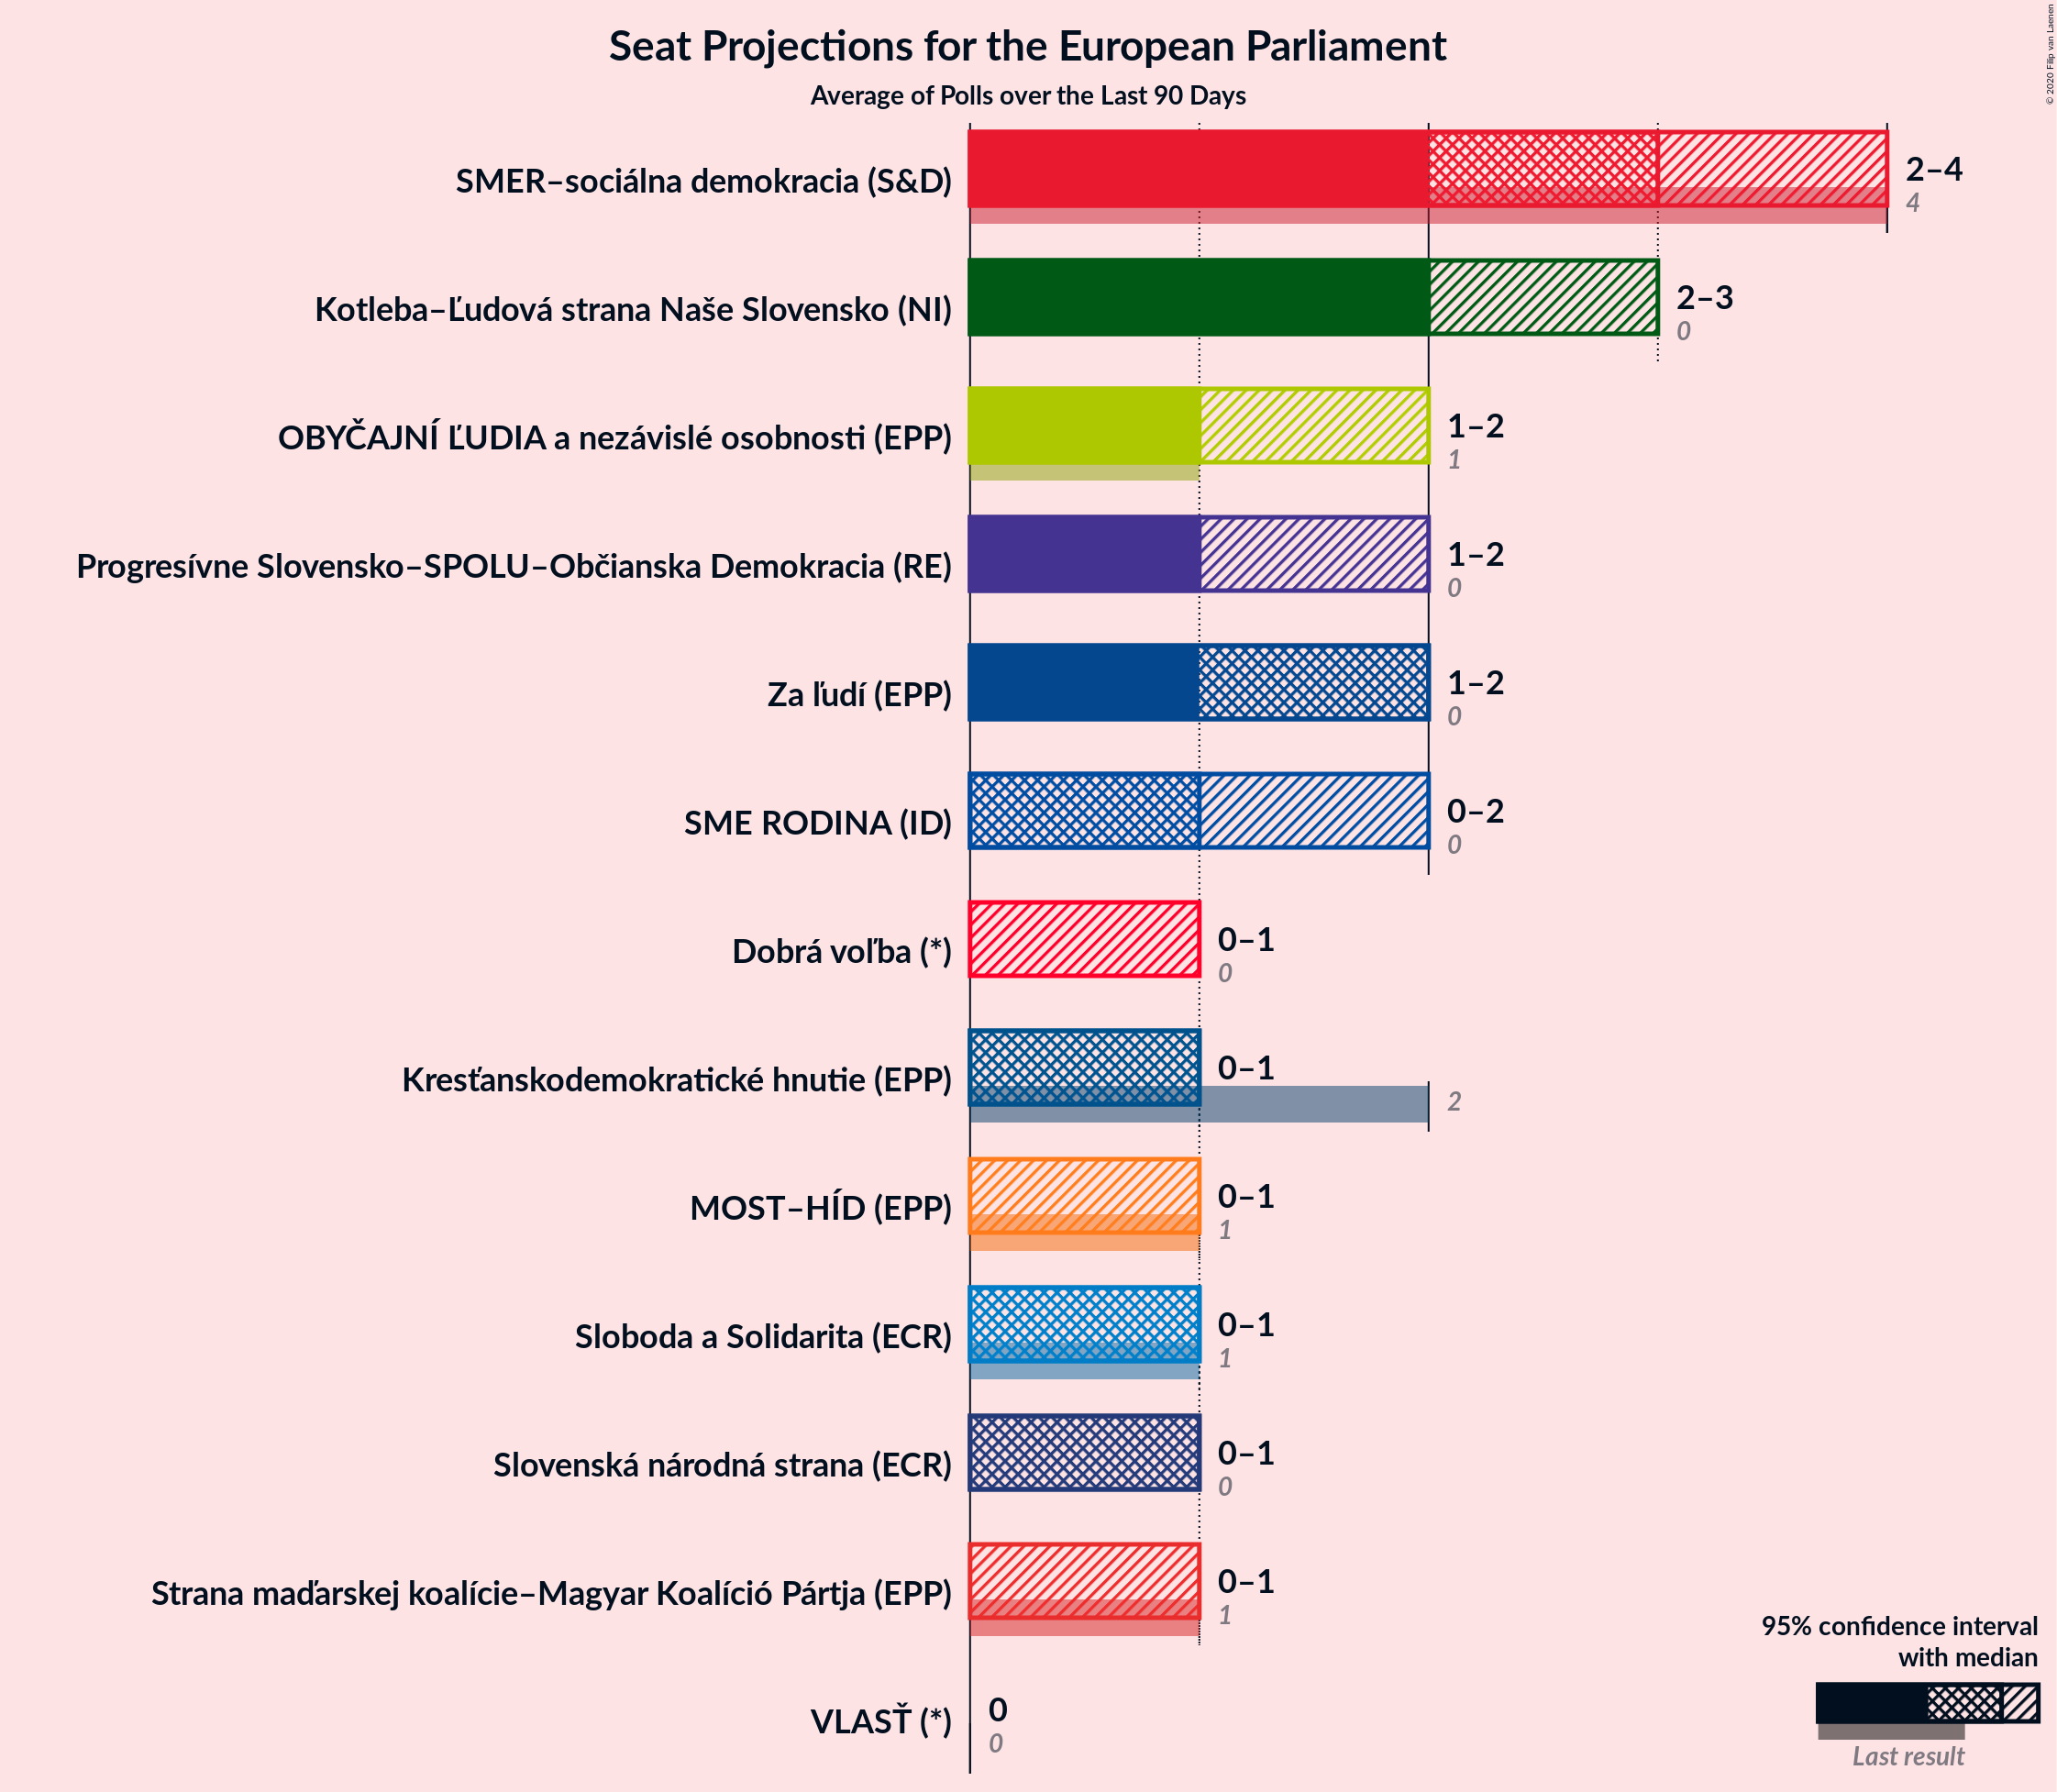 Seat Projections for the European Parliament
Average of Polls over the Last 90 Days
© 2020 Filip van Laenen
SMER–sociálna demokracia (S&D)
2–4
4
Kotleba–Ľudová strana Naše Slovensko (NI)
2–3
0
OBYČAJNÍ ĽUDIA a nezávislé osobnosti (EPP)
1–2
1
Progresívne Slovensko–SPOLU–Občianska Demokracia (RE)
1–2
0
Za ľudí (EPP)
1–2
0
SME RODINA (ID)
0–2
0
Dobrá voľba (*)
0–1
0
Kresťanskodemokratické hnutie (EPP)
0–1
2
MOST–HÍD (EPP)
0–1
1
Sloboda a Solidarita (ECR)
0–1
1
Slovenská národná strana (ECR)
0–1
0
Strana maďarskej koalície–Magyar Koalíció Pártja (EPP)
0–1
1
VLASŤ (*)
0
0
95% confidence interval
with median
Last result